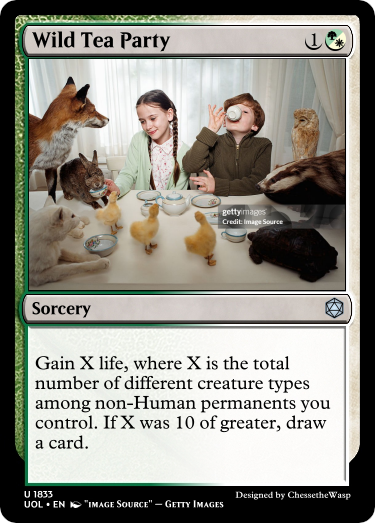 Wild Tea Party 1
gettyimages
Credit: Image Source
Sorcery
Gain X life, where X is the total
number of different creature types
among non-Human permanents you
control. If X was 10 of greater, draw
a card.
U 1833
UOL • EN "IMAGE SOURCE" — GETTY IMAGES
Designed by ChessetheWasp